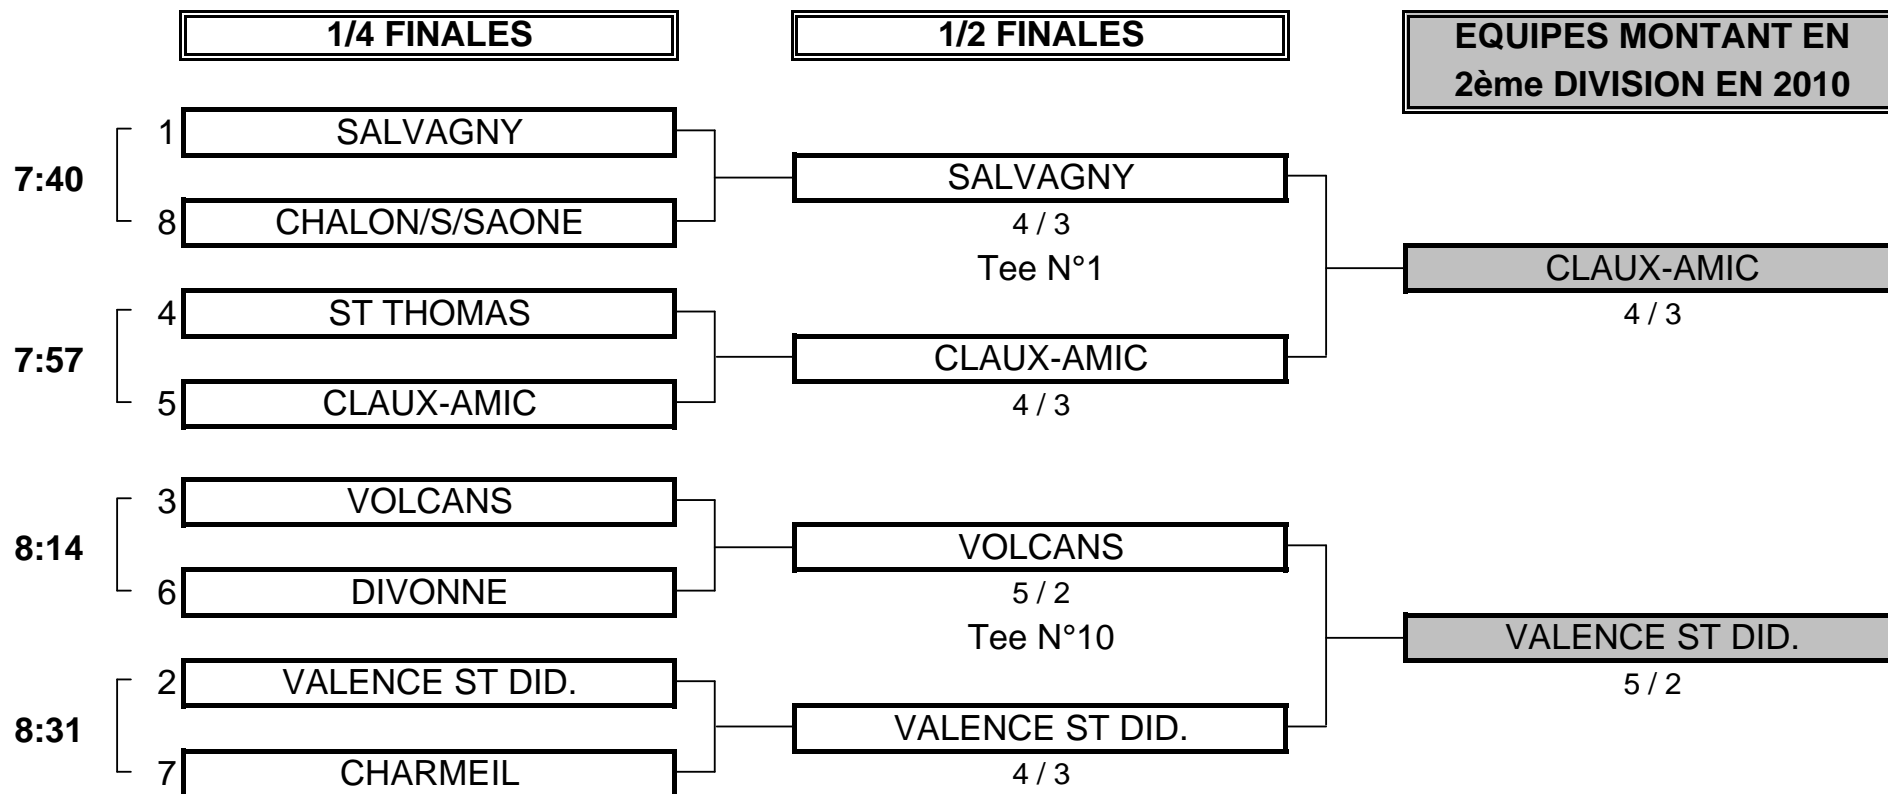 1/4 FINALES
1/2 FINALES
EQUIPES MONTANT EN
2ème DIVISION EN 2010
1 SALVAGNY
7:40
SALVAGNY
8 CHALON/S/SAONE
4 / 3
Tee N°1
CLAUX-AMIC
4 / 3
4 ST THOMAS
7:57
CLAUX-AMIC
5 CLAUX-AMIC
4 / 3
3 VOLCANS
8:14
VOLCANS
6 DIVONNE
5 / 2
Tee N°10
VALENCE ST DID.
5 / 2
2 VALENCE ST DID.
8:31
VALENCE ST DID.
7 CHARMEIL
4 / 3